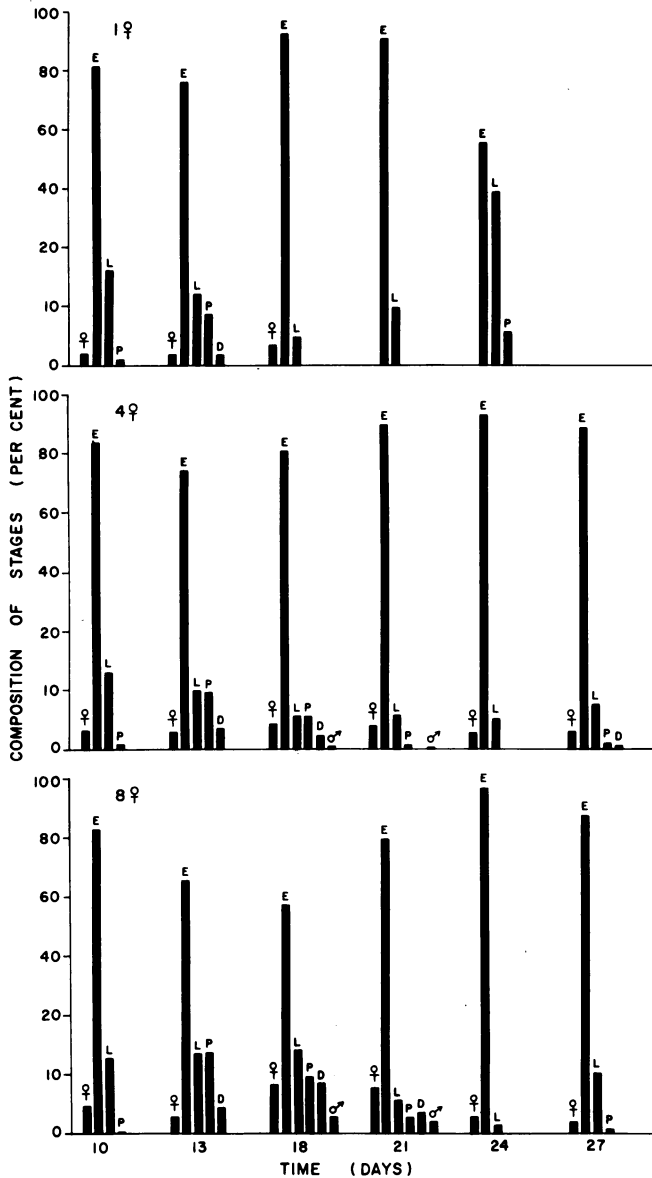 COMPOSITION OF STAGES (PER CENT)
1♀
100
80
60
40
20
10
0
♀ E L P
♀ E L P D
♀ E L
E L
E L P
4♀
100
80
60
40
20
10
0
♀ E L P
♀ E L P D
♀ E L P D ♂
♀ E L P ♂
♀ E L
♀ E L P D
8♀
100
80
60
40
20
10
0
♀ E L P
♀ E L P D
♀ E L P D ♂
♀ E L P D ♂
♀ E L
♀ E L P
10 13 18 21 24 27
TIME (DAYS)